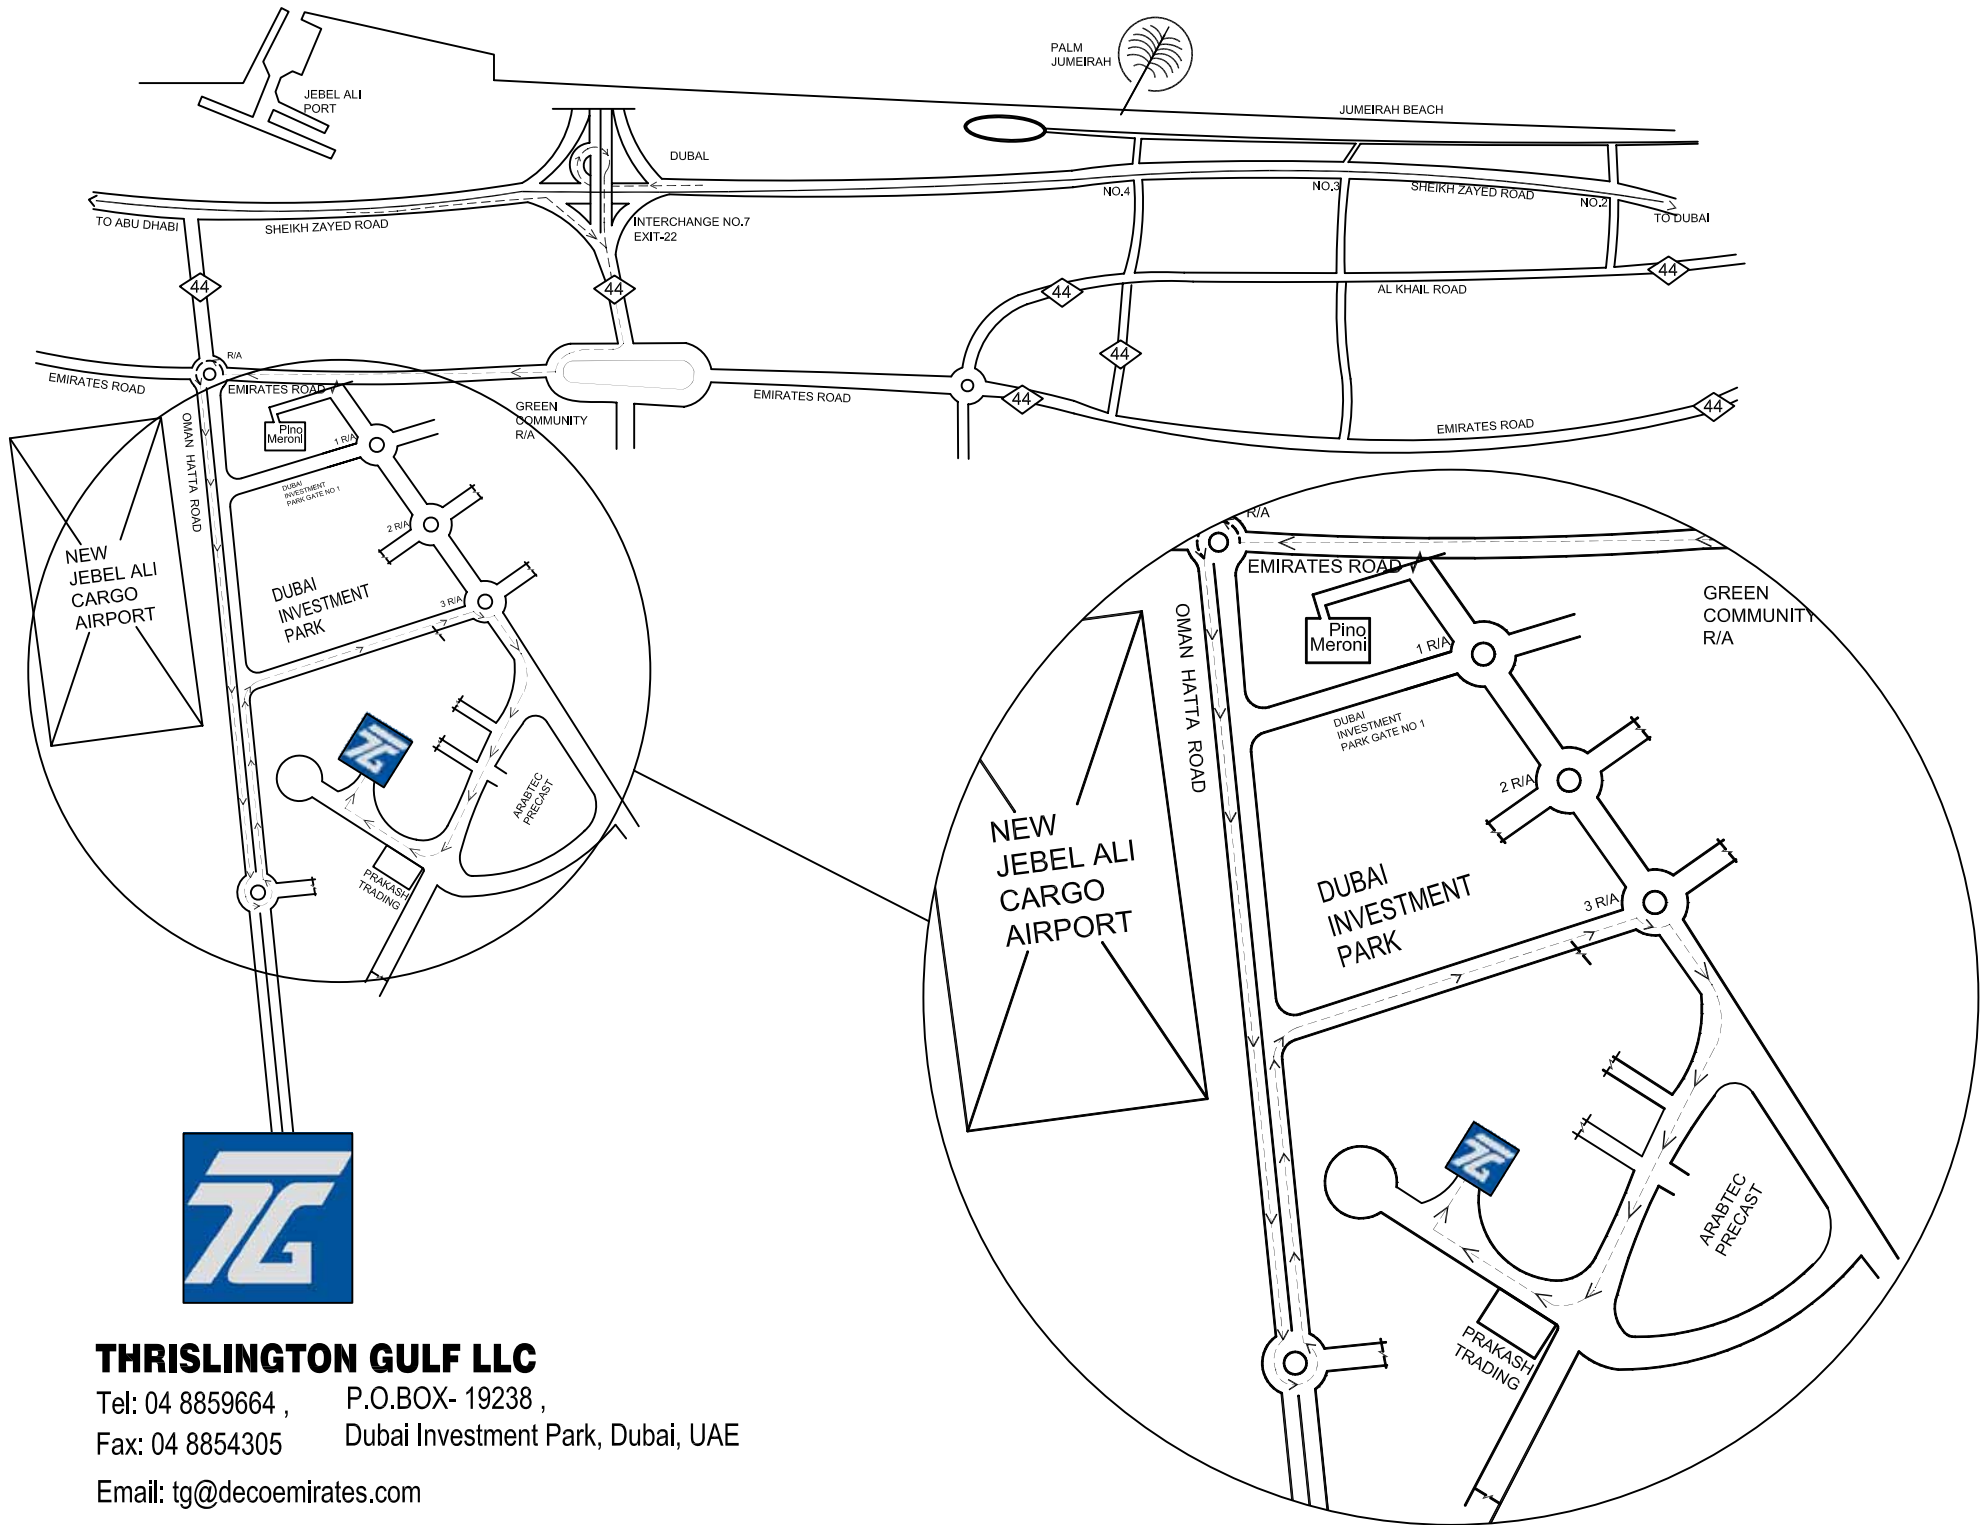 PALM
JUMEIRAH
JEBEL ALI
PORT
JUMEIRAH BEACH
DUBAL
NO.4
NO.3
SHEIKH ZAYED ROAD
NO.2
TO DUBAI
TO ABU DHABI
SHEIKH ZAYED ROAD
INTERCHANGE NO.7
EXIT-22
44
44
44
44
AL KHAIL ROAD
R/A
44
EMIRATES ROAD
EMIRATES ROAD
EMIRATES ROAD
44
44
GREEN
COMMUNITY
R/A
EMIRATES ROAD
OMAN HATTA ROAD
Pino
Meroni
1 R/A
DUBAI
INVESTMENT
PARK GATE NO 1
2 R/A
NEW
JEBEL ALI
CARGO
AIRPORT
DUBAI
INVESTMENT
PARK
3 R/A
TG
ARABTEC
PRECAST
PRAKASH
TRADING
R/A
EMIRATES ROAD
GREEN
COMMUNITY
R/A
OMAN HATTA ROAD
Pino
Meroni
1 R/A
DUBAI
INVESTMENT
PARK GATE NO 1
2 R/A
NEW
JEBEL ALI
CARGO
AIRPORT
DUBAI
INVESTMENT
PARK
3 R/A
TG
ARABTEC
PRECAST
PRAKASH
TRADING
TG
THRISLINGTON GULF LLC
Tel: 04 8859664 , P.O.BOX- 19238 ,
Fax: 04 8854305 Dubai Investment Park, Dubai, UAE
Email: tg@decoemirates.com